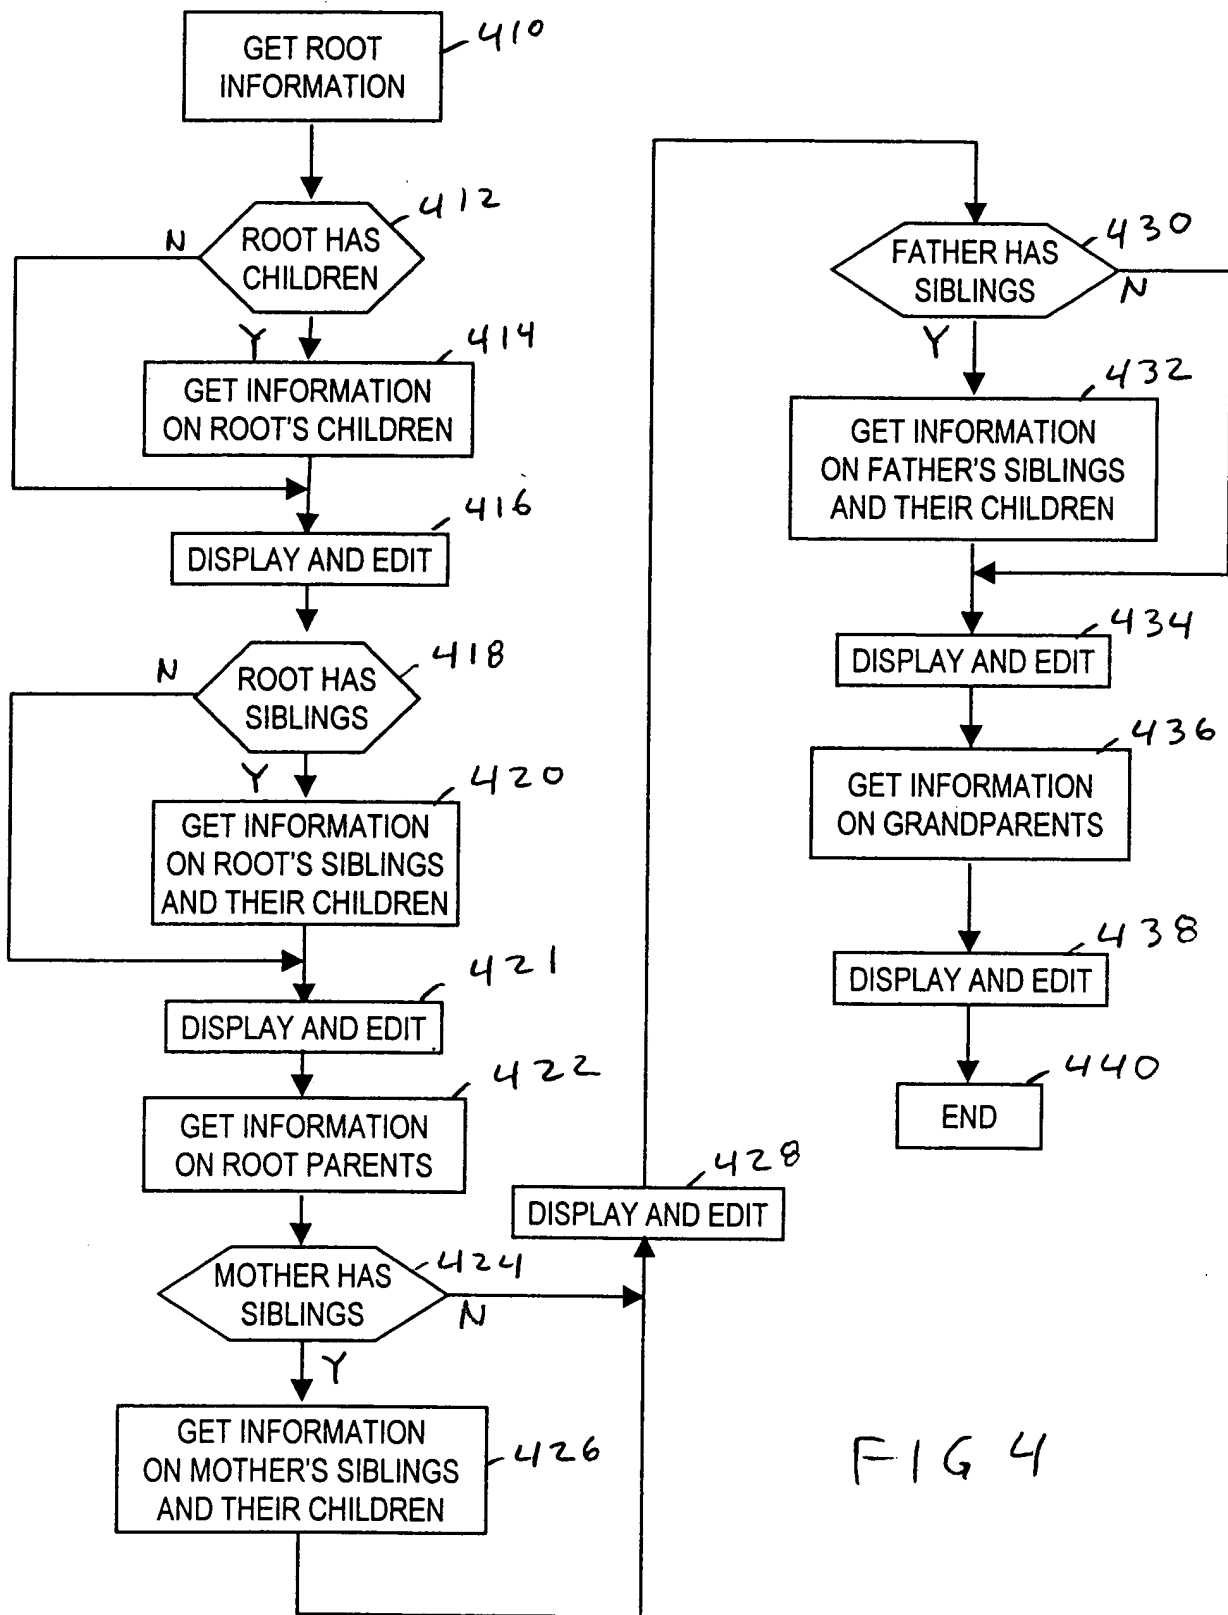 GET ROOT
INFORMATION
410
ROOT HAS
CHILDREN
412
N
Y
GET INFORMATION
ON ROOT'S CHILDREN
414
DISPLAY AND EDIT
416
ROOT HAS
SIBLINGS
418
N
Y
GET INFORMATION
ON ROOT'S SIBLINGS
AND THEIR CHILDREN
420
DISPLAY AND EDIT
421
GET INFORMATION
ON ROOT PARENTS
422
MOTHER HAS
SIBLINGS
424
N
Y
GET INFORMATION
ON MOTHER'S SIBLINGS
AND THEIR CHILDREN
426
DISPLAY AND EDIT
428
FATHER HAS
SIBLINGS
430
N
Y
GET INFORMATION
ON FATHER'S SIBLINGS
AND THEIR CHILDREN
432
DISPLAY AND EDIT
434
GET INFORMATION
ON GRANDPARENTS
436
DISPLAY AND EDIT
438
END
440
FIG 4